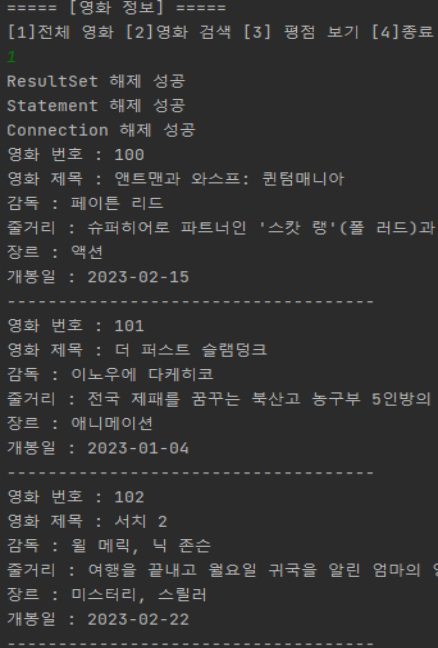 ===== [영화 정보] =====
[1]전체 영화 [2]영화 검색 [3] 평점 보기 [4]종료
1
ResultSet 해제 성공
Statement 해제 성공
Connection 해제 성공
영화 번호 : 100
영화 제목 : 앤트맨과 와스프: 퀀텀매니아
감독 : 페이튼 리드
줄거리 : 슈퍼히어로 파트너인 '스캇 랭'(폴 러드)과
장르 : 액션
개봉일 : 2023-02-15
------------------------------------
영화 번호 : 101
영화 제목 : 더 퍼스트 슬램덩크
감독 : 이노우에 다케히코
줄거리 : 전국 제패를 꿈꾸는 북산고 농구부 5인방의
장르 : 애니메이션
개봉일 : 2023-01-04
------------------------------------
영화 번호 : 102
영화 제목 : 서치 2
감독 : 윌 메릭, 닉 존슨
줄거리 : 여행을 끝내고 월요일 귀국을 알린 엄마의
장르 : 미스터리, 스릴러
개봉일 : 2023-02-22
------------------------------------